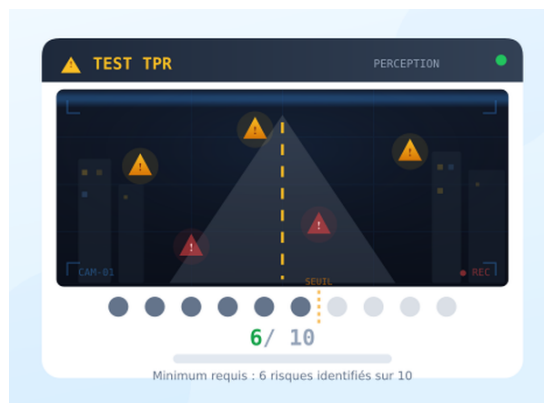 TEST TPR
PERCEPTION
CAM-01
REC
SEUIL
6/ 10
Minimum requis : 6 risques identifiés sur 10